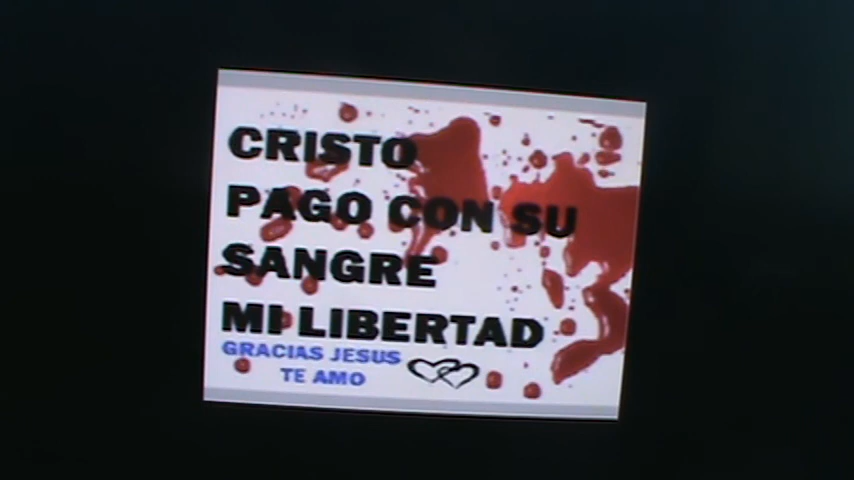 CRISTO
PAGO CON SU
SANGRE
MI LIBERTAD
GRACIAS JESUS
TE AMO